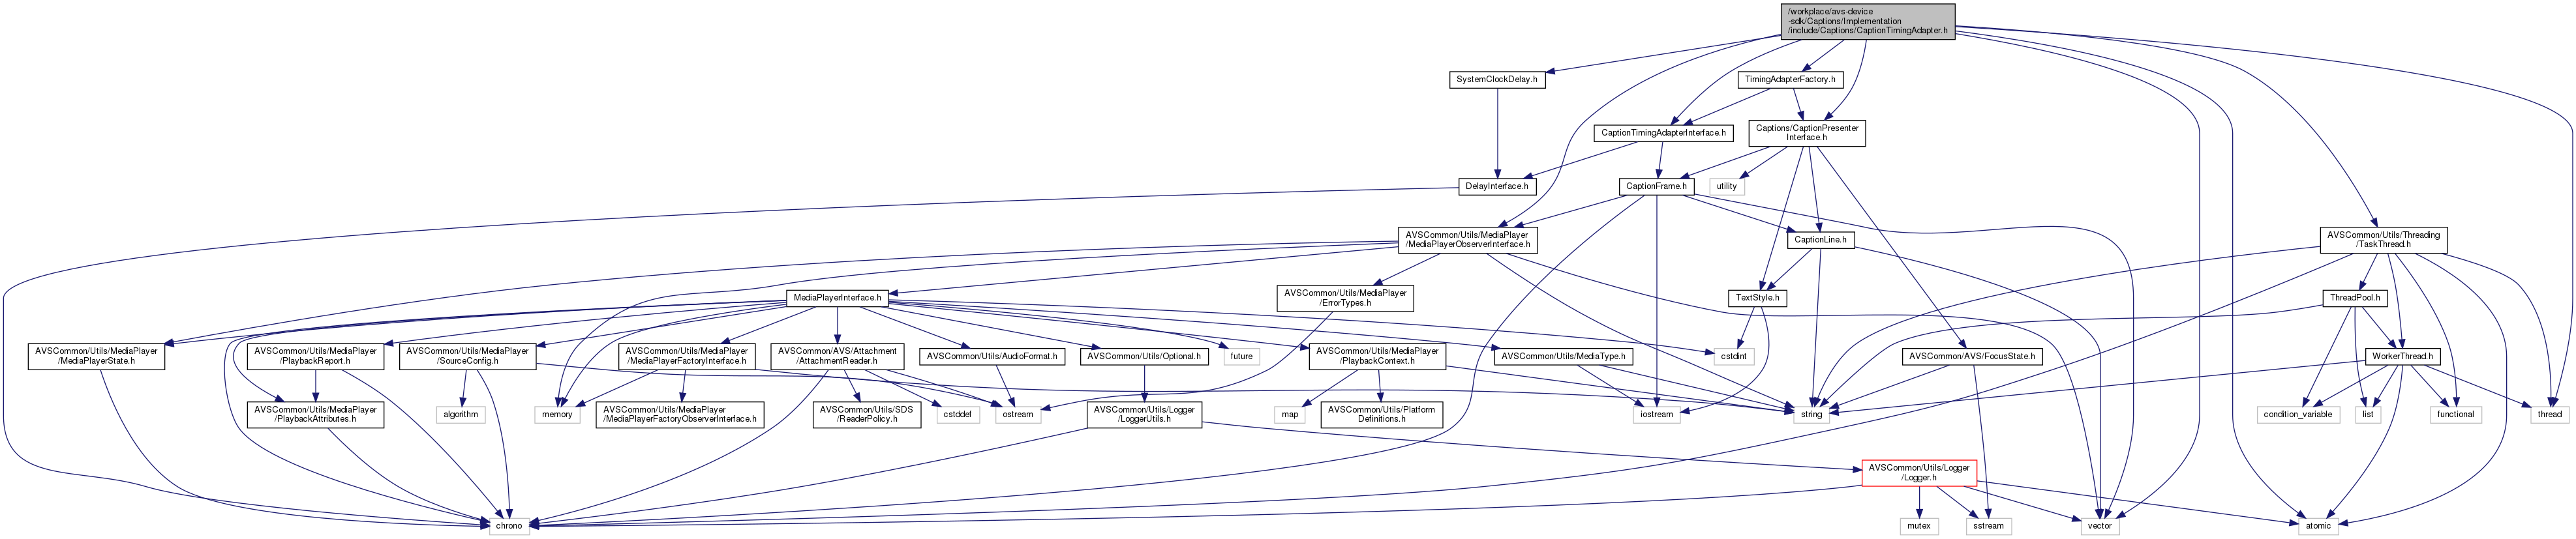 /workplace/avs-device
-sdk/Captions/Implementation
/include/Captions/CaptionTimingAdapter.h
SystemClockDelay.h
TimingAdapterFactory.h
CaptionTimingAdapterInterface.h
Captions/CaptionPresenter
Interface.h
DelayInterface.h
CaptionFrame.h
utility
AVSCommon/Utils/MediaPlayer
/MediaPlayerObserverInterface.h
CaptionLine.h
AVSCommon/Utils/Threading
/TaskThread.h
MediaPlayerInterface.h
AVSCommon/Utils/MediaPlayer
/ErrorTypes.h
TextStyle.h
ThreadPool.h
AVSCommon/Utils/MediaPlayer
/MediaPlayerState.h
AVSCommon/Utils/MediaPlayer
/PlaybackReport.h
AVSCommon/Utils/MediaPlayer
/SourceConfig.h
AVSCommon/Utils/MediaPlayer
/MediaPlayerFactoryInterface.h
AVSCommon/AVS/Attachment
/AttachmentReader.h
AVSCommon/Utils/AudioFormat.h
AVSCommon/Utils/Optional.h
future
AVSCommon/Utils/MediaPlayer
/PlaybackContext.h
AVSCommon/Utils/MediaType.h
cstdint
AVSCommon/AVS/FocusState.h
WorkerThread.h
AVSCommon/Utils/MediaPlayer
/PlaybackAttributes.h
algorithm
memory
AVSCommon/Utils/MediaPlayer
/MediaPlayerFactoryObserverInterface.h
AVSCommon/Utils/SDS
/ReaderPolicy.h
cstddef
ostream
AVSCommon/Utils/Logger
/LoggerUtils.h
map
AVSCommon/Utils/Platform
Definitions.h
iostream
string
condition_variable
list
functional
thread
AVSCommon/Utils/Logger
/Logger.h
chrono
mutex
sstream
vector
atomic